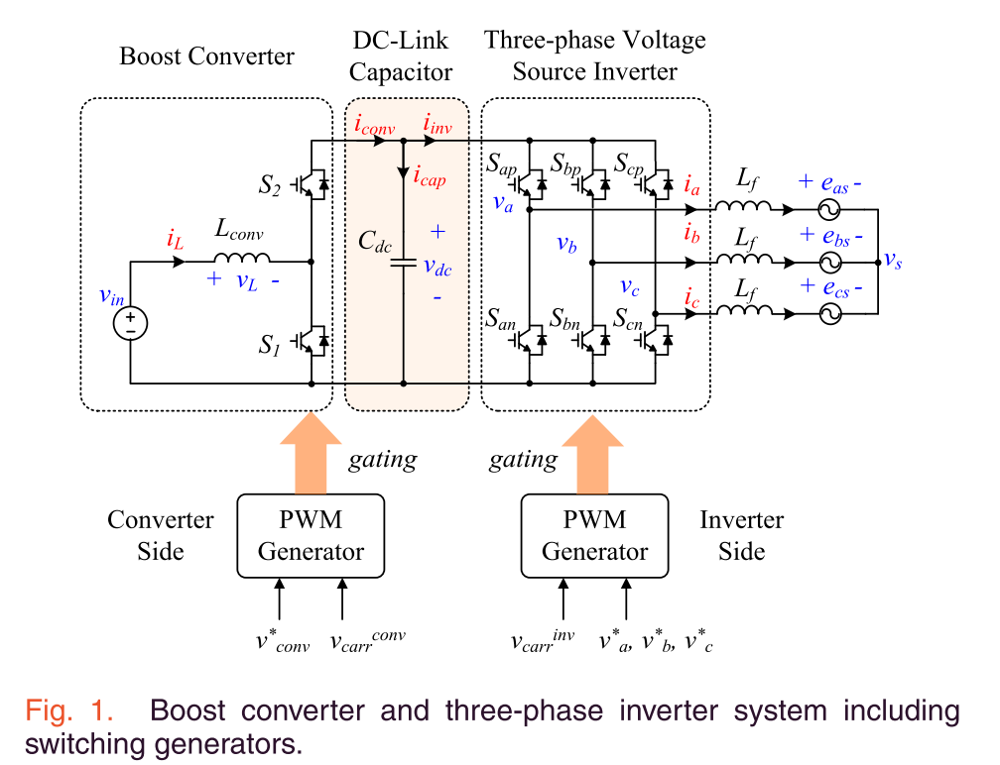 Boost Converter
DC-Link
Capacitor
Three-phase Voltage
Source Inverter
i_conv
i_inv
i_cap
S_2
S_ap
S_bp
S_cp
i_a
L_f
+ e_as -
v_a
L_conv
i_L
+ v_L -
C_dc
+
v_dc
-
v_b
i_b
L_f
+ e_bs -
v_s
v_in
+
−
v_c
i_c
L_f
+ e_cs -
S_1
S_an
S_bn
S_cn
gating
gating
Converter
Side
PWM
Generator
PWM
Generator
Inverter
Side
v*_conv
v_carr^conv
v_carr^inv
v*_a, v*_b, v*_c
Fig. 1. Boost converter and three-phase inverter system including
switching generators.